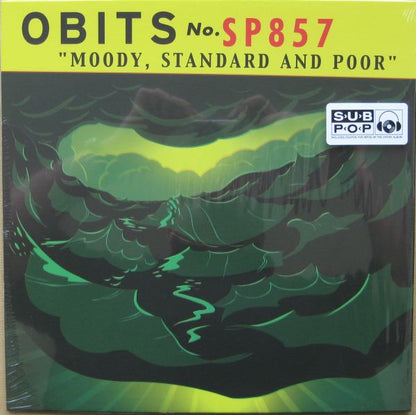 OBITS No. SP857
"MOODY, STANDARD AND POOR"
SUB
POP